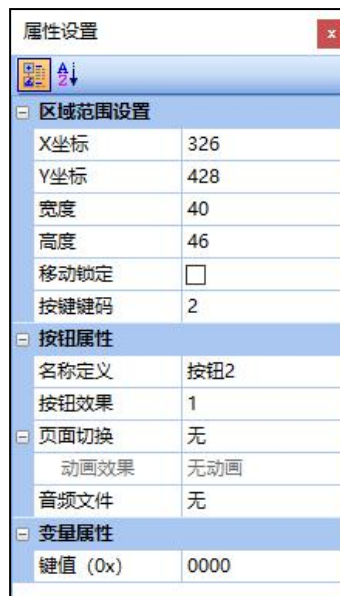 属性设置
x
A
Z
区域范围设置
X坐标 326
Y坐标 428
宽度 40
高度 46
移动锁定
按键键码 2
按钮属性
名称定义 按钮2
按钮效果 1
页面切换 无
动画效果 无动画
音频文件 无
变量属性
键值（0x） 0000